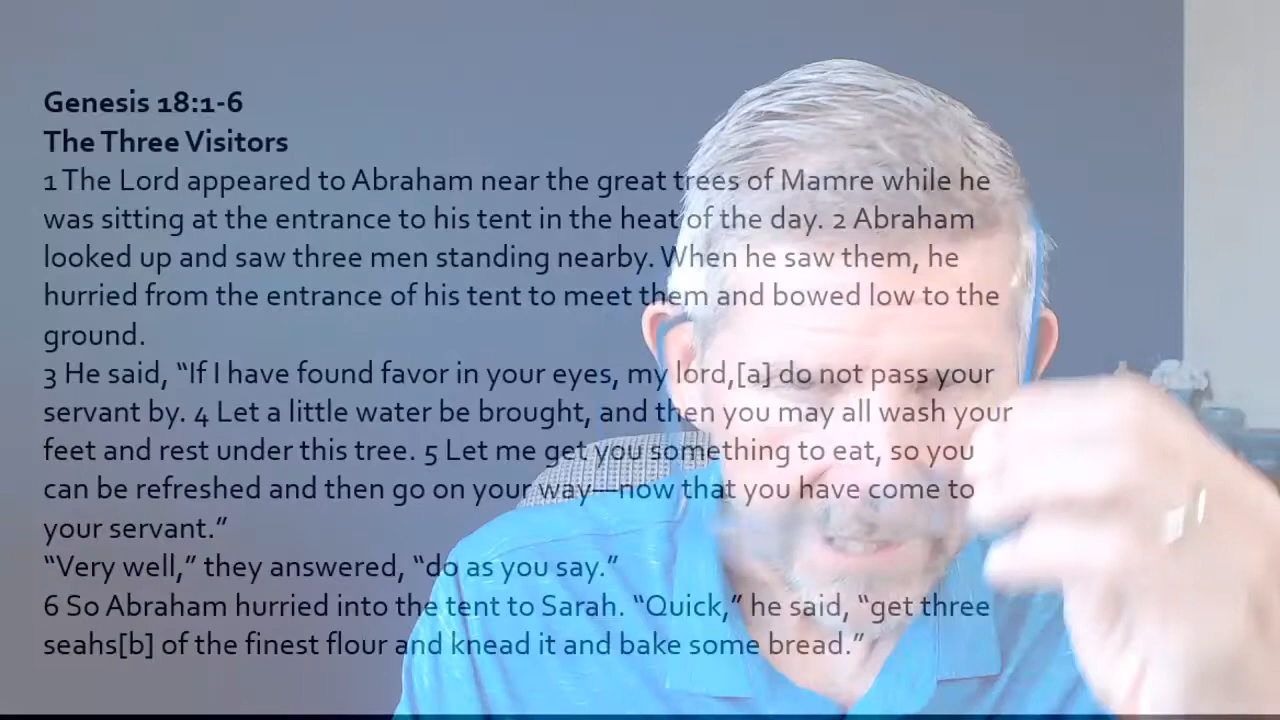 Genesis 18:1-6
The Three Visitors
1 The Lord appeared to Abraham near the great trees of Mamre while he
was sitting at the entrance to his tent in the heat of the day. 2 Abraham
looked up and saw three men standing nearby. When he saw them, he
hurried from the entrance of his tent to meet them and bowed low to the
ground.
3 He said, “If I have found favor in your eyes, my lord,[a] do not pass your
servant by. 4 Let a little water be brought, and then you may all wash your
feet and rest under this tree. 5 Let me get you something to eat, so you
can be refreshed and then go on your way—now that you have come to
your servant.”
“Very well,” they answered, “do as you say.”
6 So Abraham hurried into the tent to Sarah. “Quick,” he said, “get three
seahs[b] of the finest flour and knead it and bake some bread.”